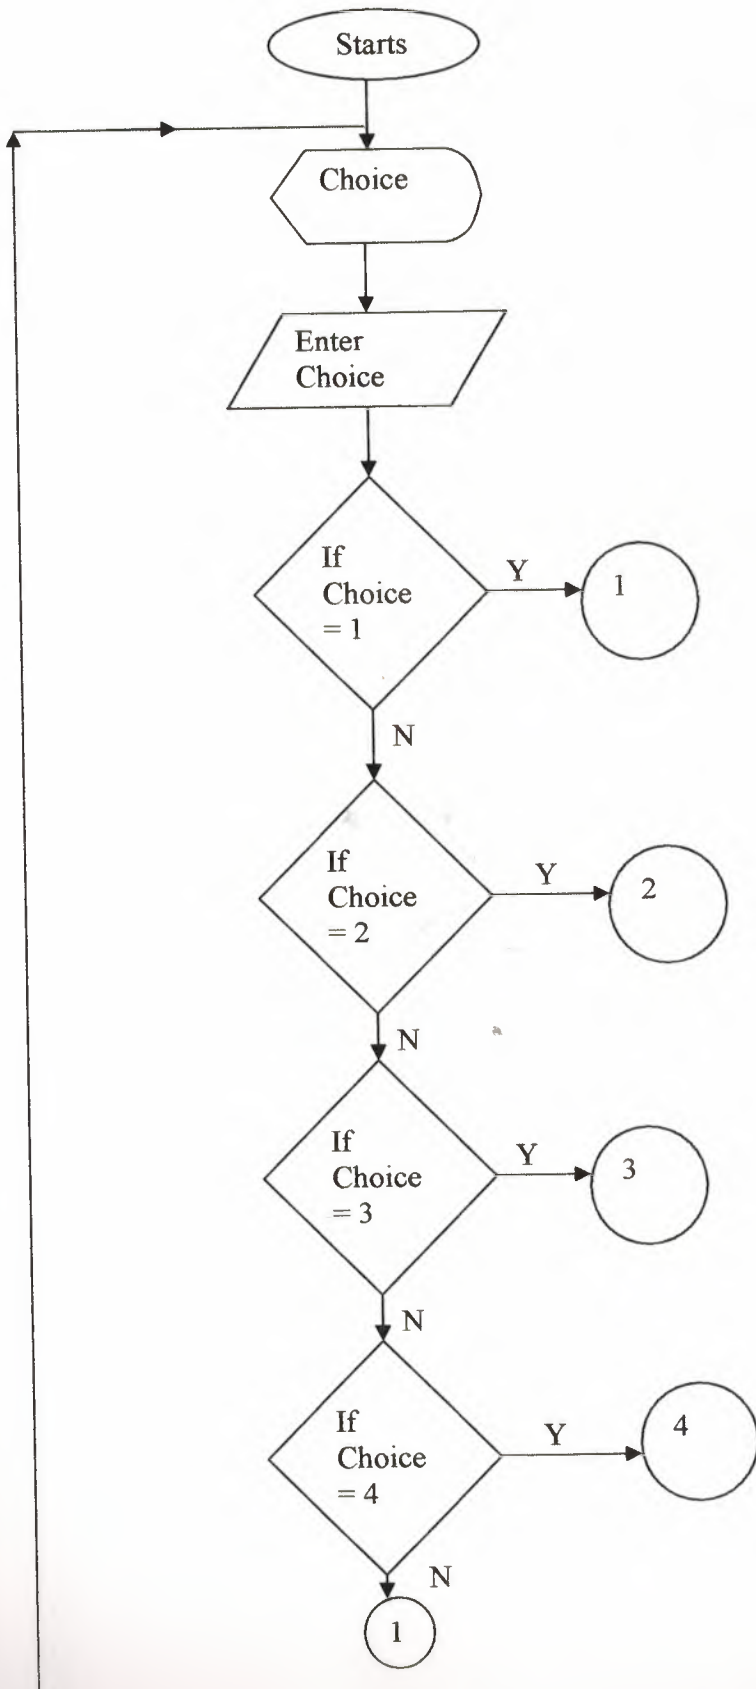 Starts
Choice
Enter
Choice
If
Choice
= 1
Y
1
N
If
Choice
= 2
Y
2
N
If
Choice
= 3
Y
3
N
If
Choice
= 4
Y
4
N
1